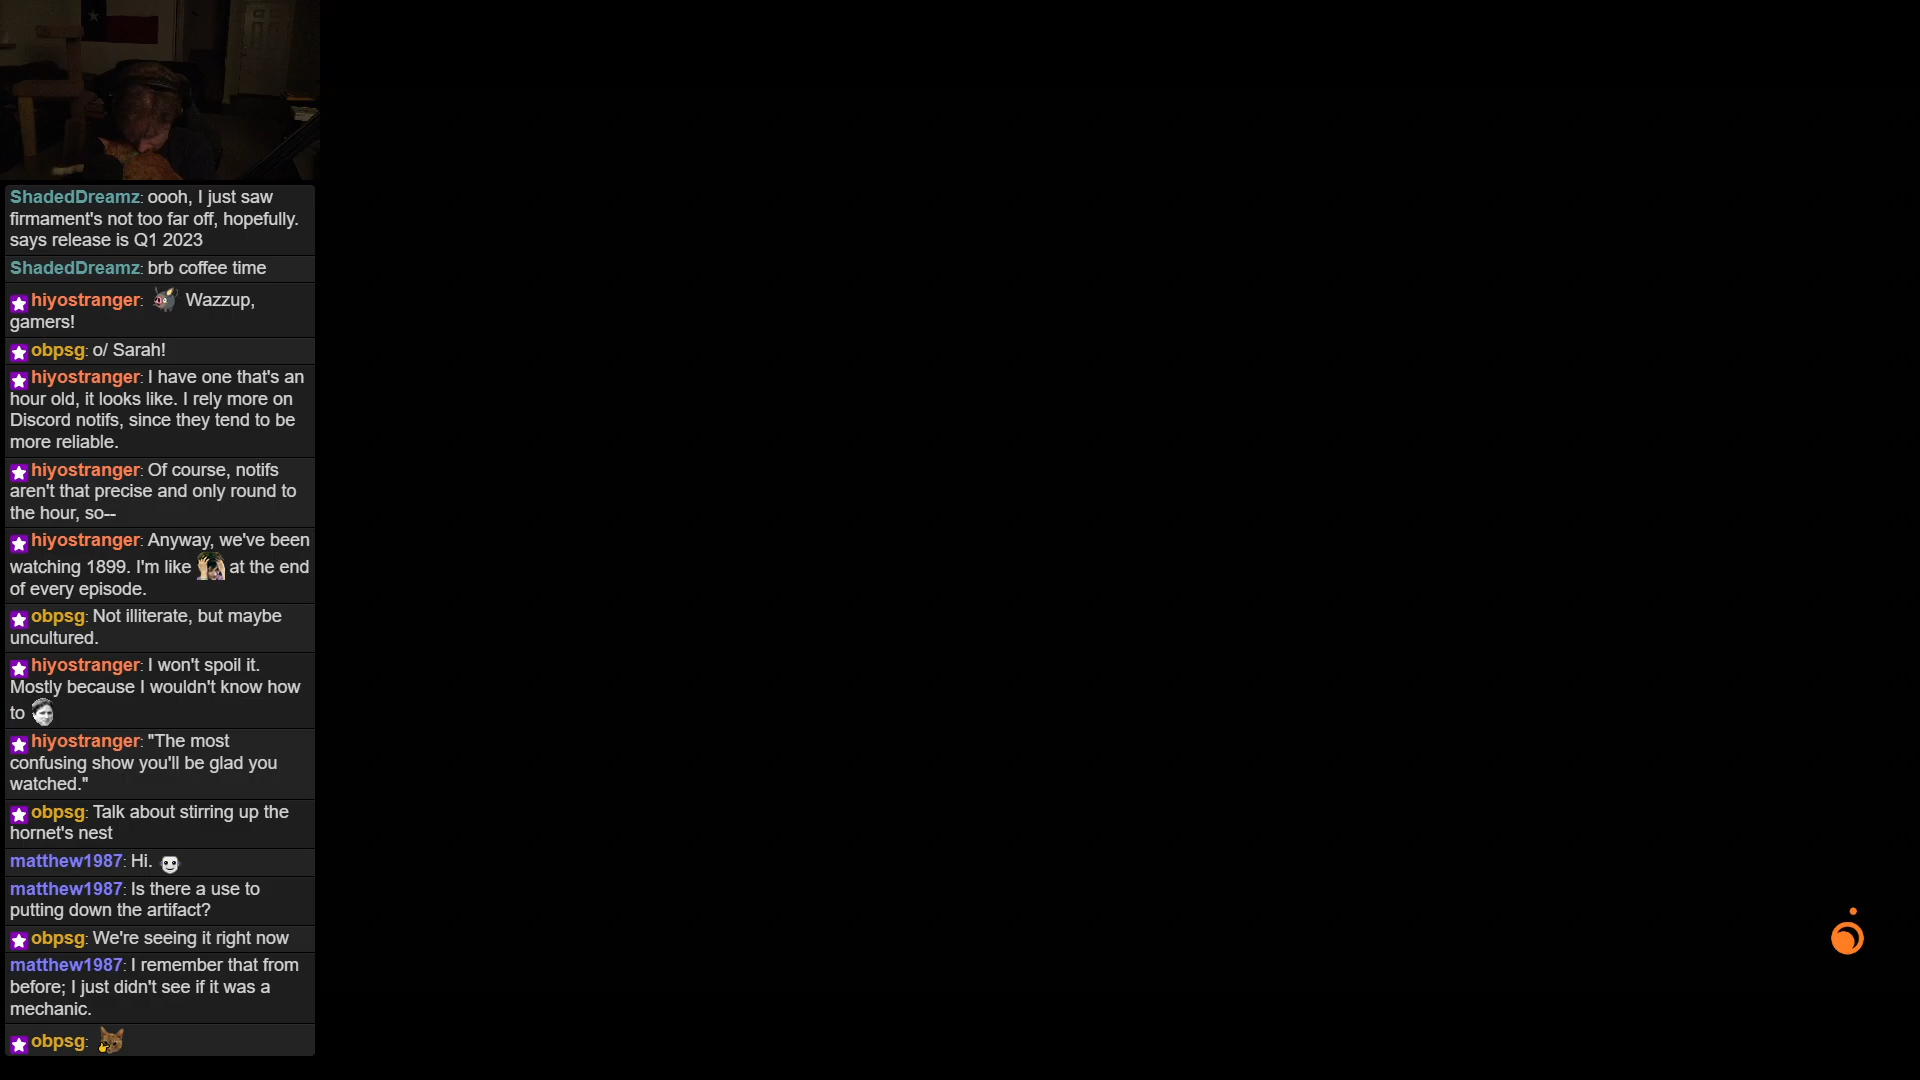 ShadedDreamz: oooh, I just saw
firmament's not too far off, hopefully.
says release is Q1 2023
ShadedDreamz: brb coffee time
hiyostranger: Wazzup,
gamers!
obpsg: o/ Sarah!
hiyostranger: I have one that's an
hour old, it looks like. I rely more on
Discord notifs, since they tend to be
more reliable.
hiyostranger: Of course, notifs
aren't that precise and only round to
the hour, so--
hiyostranger: Anyway, we've been
watching 1899. I'm like at the end
of every episode.
obpsg: Not illiterate, but maybe
uncultured.
hiyostranger: I won't spoil it.
Mostly because I wouldn't know how
to
hiyostranger: "The most
confusing show you'll be glad you
watched."
obpsg: Talk about stirring up the
hornet's nest
matthew1987: Hi.
matthew1987: Is there a use to
putting down the artifact?
obpsg: We're seeing it right now
matthew1987: I remember that from
before; I just didn't see if it was a
mechanic.
obpsg: